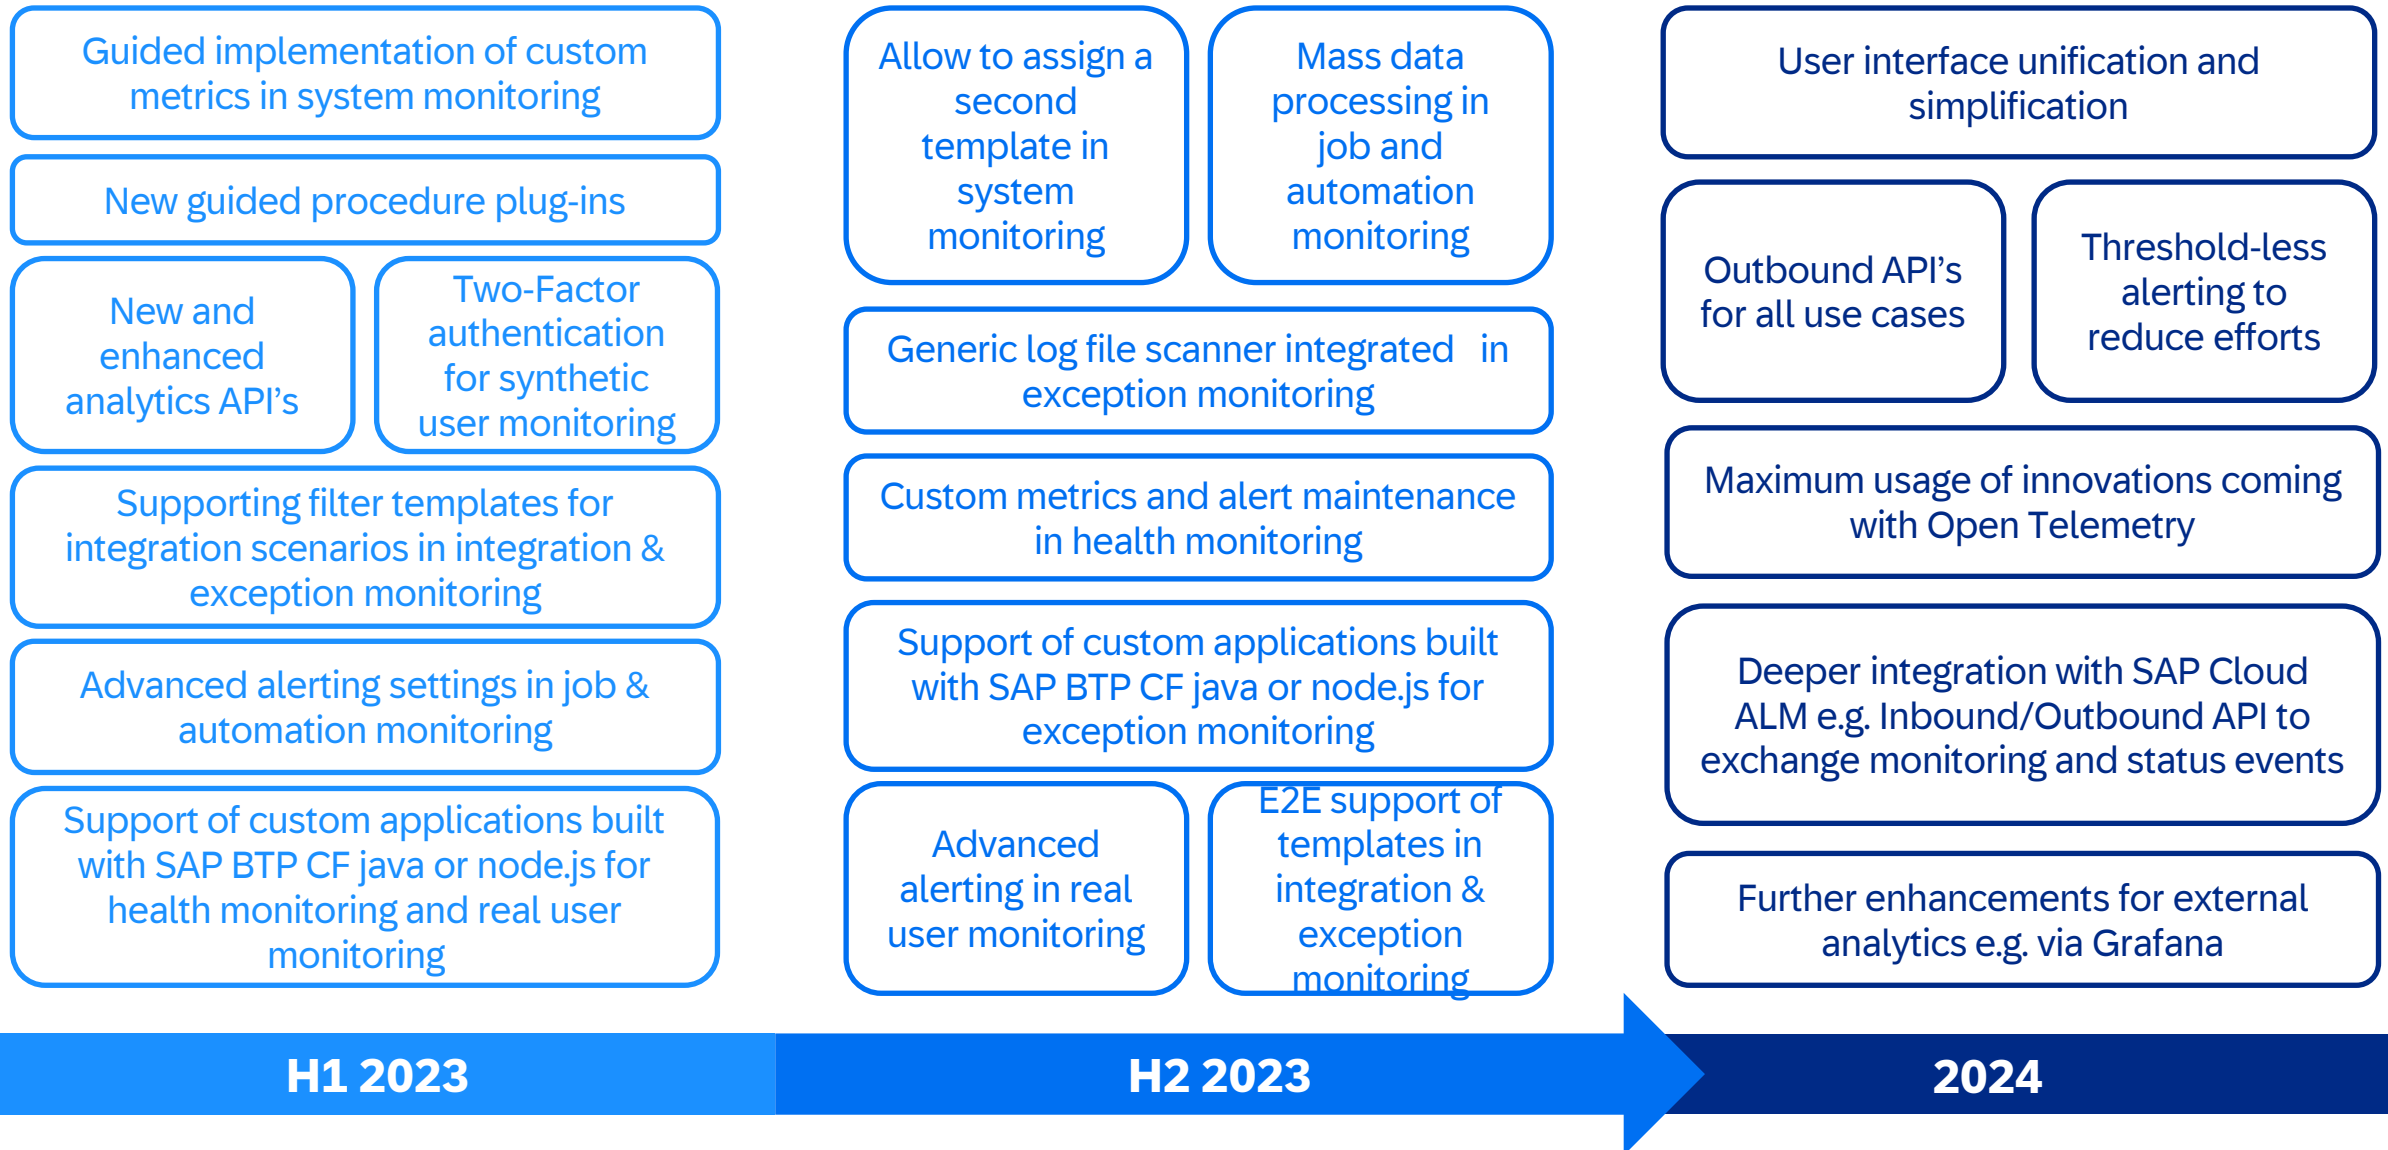 Guided implementation of custom
metrics in system monitoring
New guided procedure plug-ins
New and
enhanced
analytics API’s
Two-Factor
authentication
for synthetic
user monitoring
Supporting filter templates for
integration scenarios in integration &
exception monitoring
Advanced alerting settings in job &
automation monitoring
Support of custom applications built
with SAP BTP CF java or node.js for
health monitoring and real user
monitoring
Allow to assign a
second
template in
system
monitoring
Mass data
processing in
job and
automation
monitoring
Generic log file scanner integrated in
exception monitoring
Custom metrics and alert maintenance
in health monitoring
Support of custom applications built
with SAP BTP CF java or node.js for
exception monitoring
Advanced
alerting in real
user monitoring
E2E support of
templates in
integration &
exception
monitoring
User interface unification and
simplification
Outbound API’s
for all use cases
Threshold-less
alerting to
reduce efforts
Maximum usage of innovations coming
with Open Telemetry
Deeper integration with SAP Cloud
ALM e.g. Inbound/Outbound API to
exchange monitoring and status events
Further enhancements for external
analytics e.g. via Grafana
H1 2023
H2 2023
2024